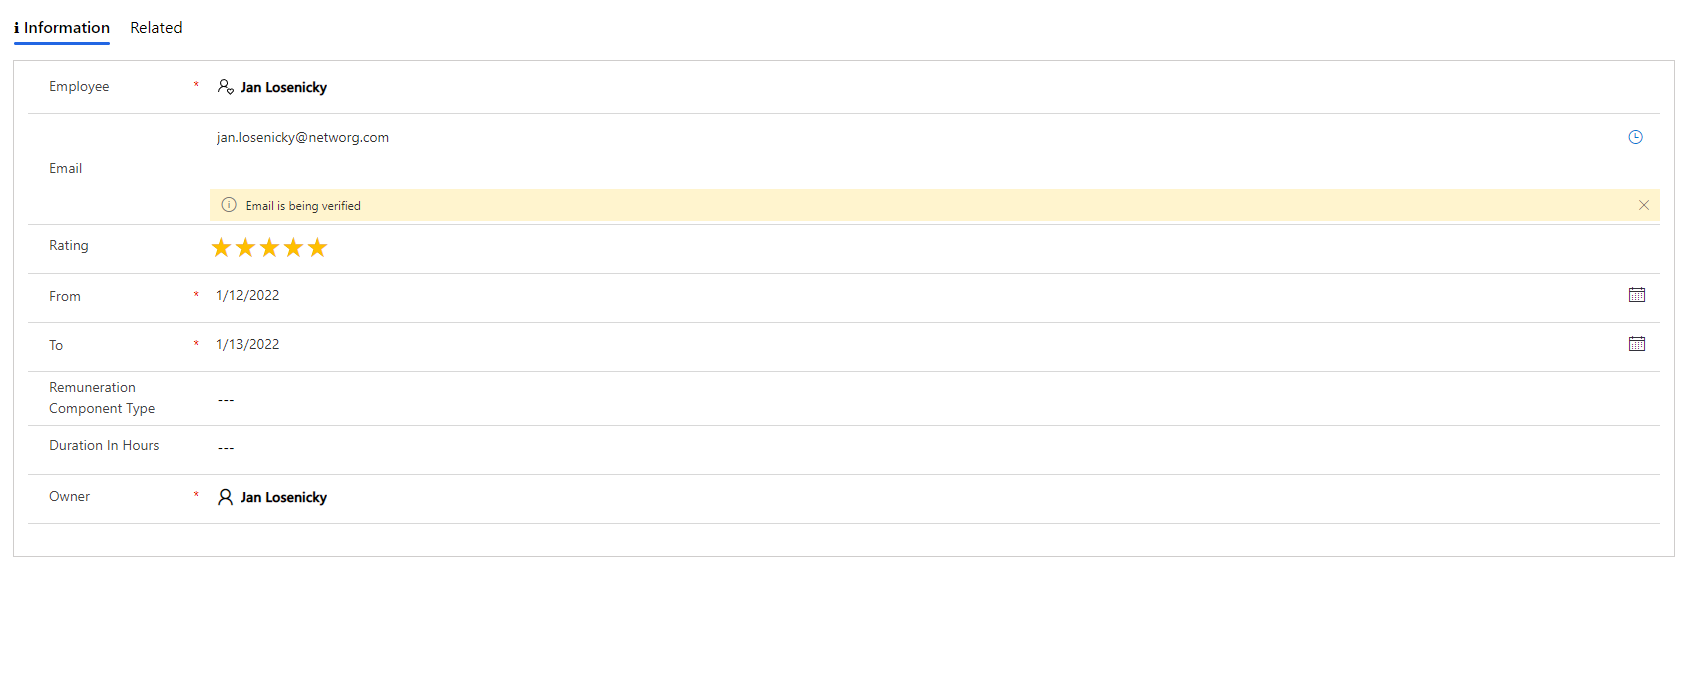 Information Related
Employee * Jan Losenicky
jan.losenicky@networg.com
Email
Email is being verified
Rating
From * 1/12/2022
To * 1/13/2022
Remuneration
Component Type
---
Duration In Hours ---
Owner * Jan Losenicky